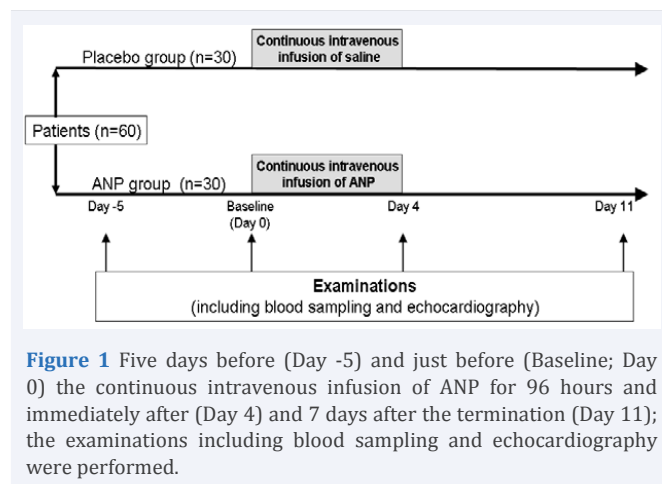 Continuous intravenous
infusion of saline
Placebo group (n=30)
Patients (n=60)
Continuous intravenous
infusion of ANP
ANP group (n=30)
Day -5
Baseline
(Day 0)
Day 4
Day 11
Examinations
(including blood sampling and echocardiography)
Figure 1 Five days before (Day -5) and just before (Baseline; Day
0) the continuous intravenous infusion of ANP for 96 hours and
immediately after (Day 4) and 7 days after the termination (Day 11);
the examinations including blood sampling and echocardiography
were performed.